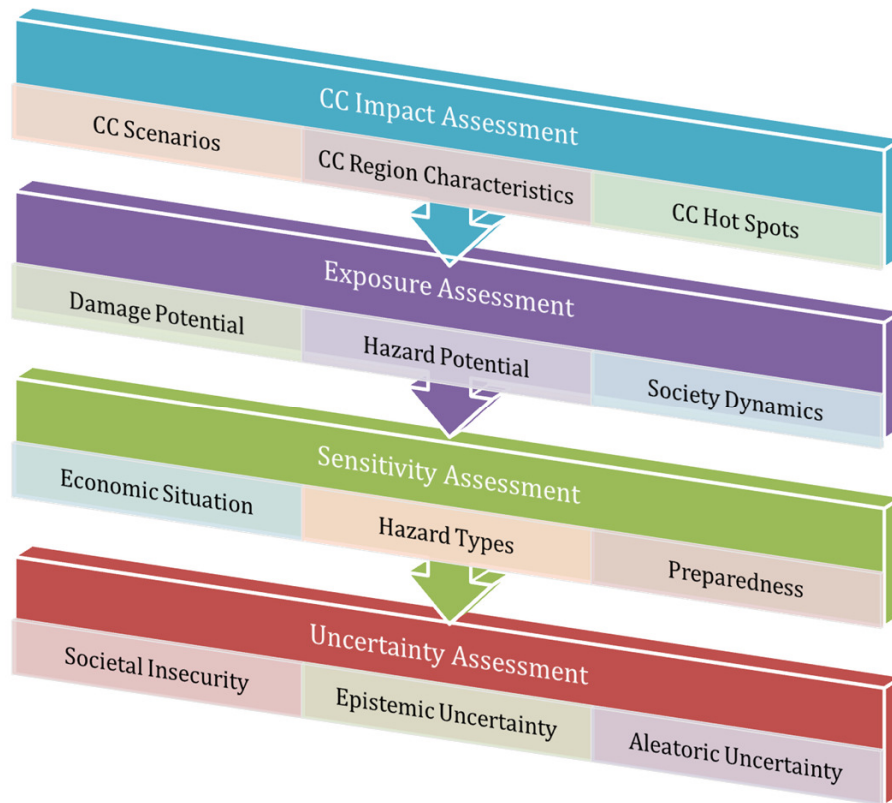 CC Impact Assessment
CC Scenarios
CC Region Characteristics
CC Hot Spots
Exposure Assessment
Damage Potential
Hazard Potential
Society Dynamics
Sensitivity Assessment
Economic Situation
Hazard Types
Preparedness
Uncertainty Assessment
Societal Insecurity
Epistemic Uncertainty
Aleatoric Uncertainty